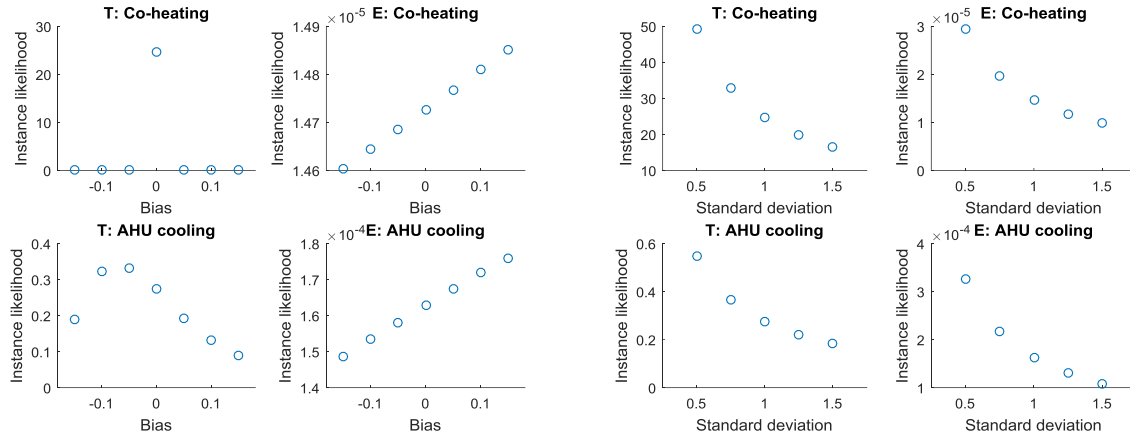 T: Co-heating
Instance likelihood
30
20
10
0
-0.1
0
0.1
Bias
E: Co-heating
× 10⁻⁵
Instance likelihood
1.49
1.48
1.47
1.46
-0.1
0
0.1
Bias
T: Co-heating
Instance likelihood
50
40
30
20
10
0.5
1
1.5
Standard deviation
E: Co-heating
× 10⁻⁵
Instance likelihood
3
2
1
0
0.5
1
1.5
Standard deviation
T: AHU cooling
Instance likelihood
0.4
0.3
0.2
0.1
0
-0.1
0
0.1
Bias
E: AHU cooling
× 10⁻⁴
Instance likelihood
1.8
1.7
1.6
1.5
1.4
-0.1
0
0.1
Bias
T: AHU cooling
Instance likelihood
0.6
0.4
0.2
0
0.5
1
1.5
Standard deviation
E: AHU cooling
× 10⁻⁴
Instance likelihood
4
3
2
1
0.5
1
1.5
Standard deviation